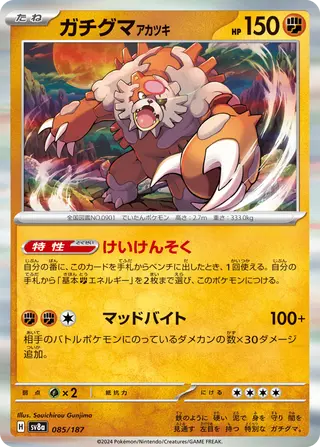 たね
ガチグマ アカツキ
HP 150
全国図鑑NO.0901 でいたんポケモン 高さ:2.7m 重さ:333.0kg
特性 けいけんそく
自分の番に、このカードを手札からベンチに出したとき、1回使える。自
分の手札から「基本エネルギー」を2枚まで選び、このポケモンにつける。
マッドバイト 100+
相手のバトルポケモンにのっているダメカンの数×30ダメージ
追加。
弱点 ×2 抵抗力 にげる
Illus. Souichirou Gunjima
H sv8a 085/187
©2024 Pokémon/Nintendo/Creatures/GAME FREAK.